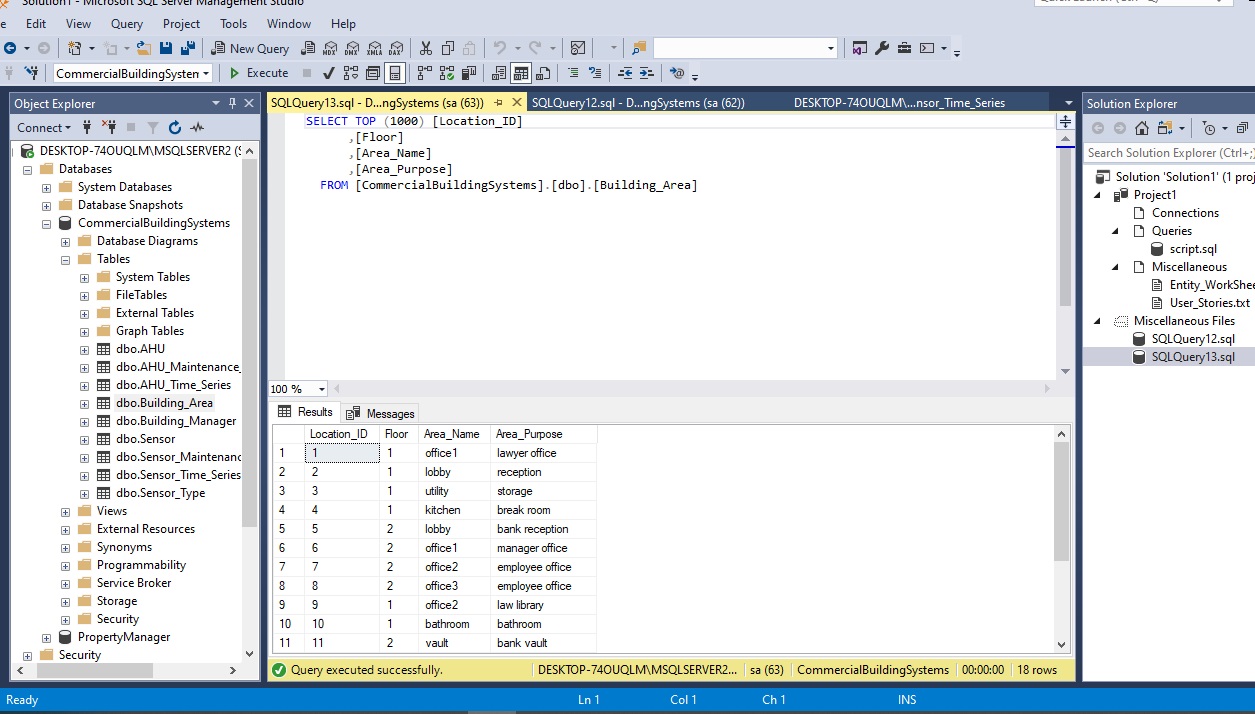 Solution1 - Microsoft SQL Server Management Studio
Edit View Query Project Tools Window Help
New Query
MDX DMX XMLA DAX
CommercialBuildingSystem
Execute
Object Explorer
Connect
DESKTOP-74OUQLM\MSQLSERVER2 (S
Databases
System Databases
Database Snapshots
CommercialBuildingSystems
Database Diagrams
Tables
System Tables
FileTables
External Tables
Graph Tables
dbo.AHU
dbo.AHU_Maintenance_
dbo.AHU_Time_Series
dbo.Building_Area
dbo.Building_Manager
dbo.Sensor
dbo.Sensor_Maintenanc
dbo.Sensor_Time_Series
dbo.Sensor_Type
Views
External Resources
Synonyms
Programmability
Service Broker
Storage
Security
PropertyManager
Security
SQLQuery13.sql - D...ngSystems (sa (63)) SQLQuery12.sql - D...ngSystems (sa (62)) DESKTOP-74OUQLM\...nsor_Time_Series
SELECT TOP (1000) [Location_ID]
,[Floor]
,[Area_Name]
,[Area_Purpose]
FROM [CommercialBuildingSystems].[dbo].[Building_Area]
100 %
Results Messages
Location_ID Floor Area_Name Area_Purpose
1 1 1 office1 lawyer office
2 2 1 lobby reception
3 3 1 utility storage
4 4 1 kitchen break room
5 5 2 lobby bank reception
6 6 2 office1 manager office
7 7 2 office2 employee office
8 8 2 office3 employee office
9 9 1 office2 law library
10 10 1 bathroom bathroom
11 11 2 vault bank vault
Query executed successfully. DESKTOP-74OUQLM\MSQLSERVER2... sa (63) CommercialBuildingSystems 00:00:00 18 rows
Solution Explorer
Search Solution Explorer (Ctrl+;)
Solution 'Solution1' (1 proj
Project1
Connections
Queries
script.sql
Miscellaneous
Entity_WorkShee
User_Stories.txt
Miscellaneous Files
SQLQuery12.sql
SQLQuery13.sql
Ready Ln 1 Col 1 Ch 1 INS